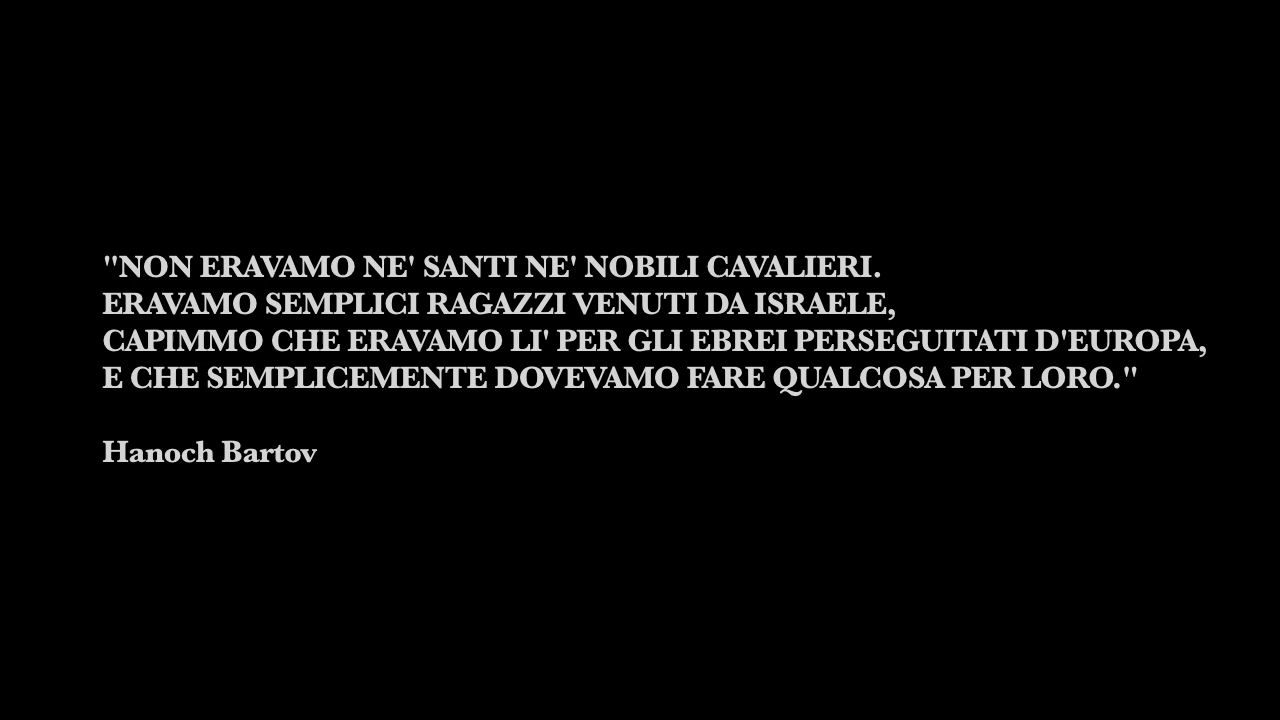 "NON ERAVAMO NE' SANTI NE' NOBILI CAVALIERI.
ERAVAMO SEMPLICI RAGAZZI VENUTI DA ISRAELE,
CAPIMMO CHE ERAVAMO LI' PER GLI EBREI PERSEGUITATI D'EUROPA,
E CHE SEMPLICEMENTE DOVEVAMO FARE QUALCOSA PER LORO."
Hanoch Bartov